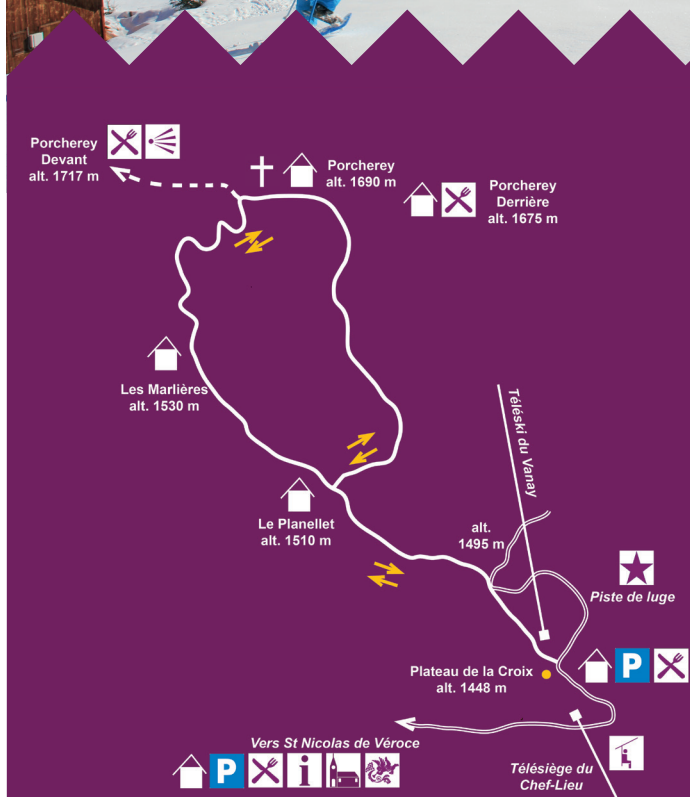 Porcherey
Devant
alt. 1717 m
Porcherey
alt. 1690 m
Porcherey
Derrière
alt. 1675 m
Les Marlières
alt. 1530 m
Téléski du Vanay
Le Planellet
alt. 1510 m
alt.
1495 m
Piste de luge
Plateau de la Croix
alt. 1448 m
P
Vers St Nicolas de Véroce
P
i
Télésiège du
Chef-Lieu